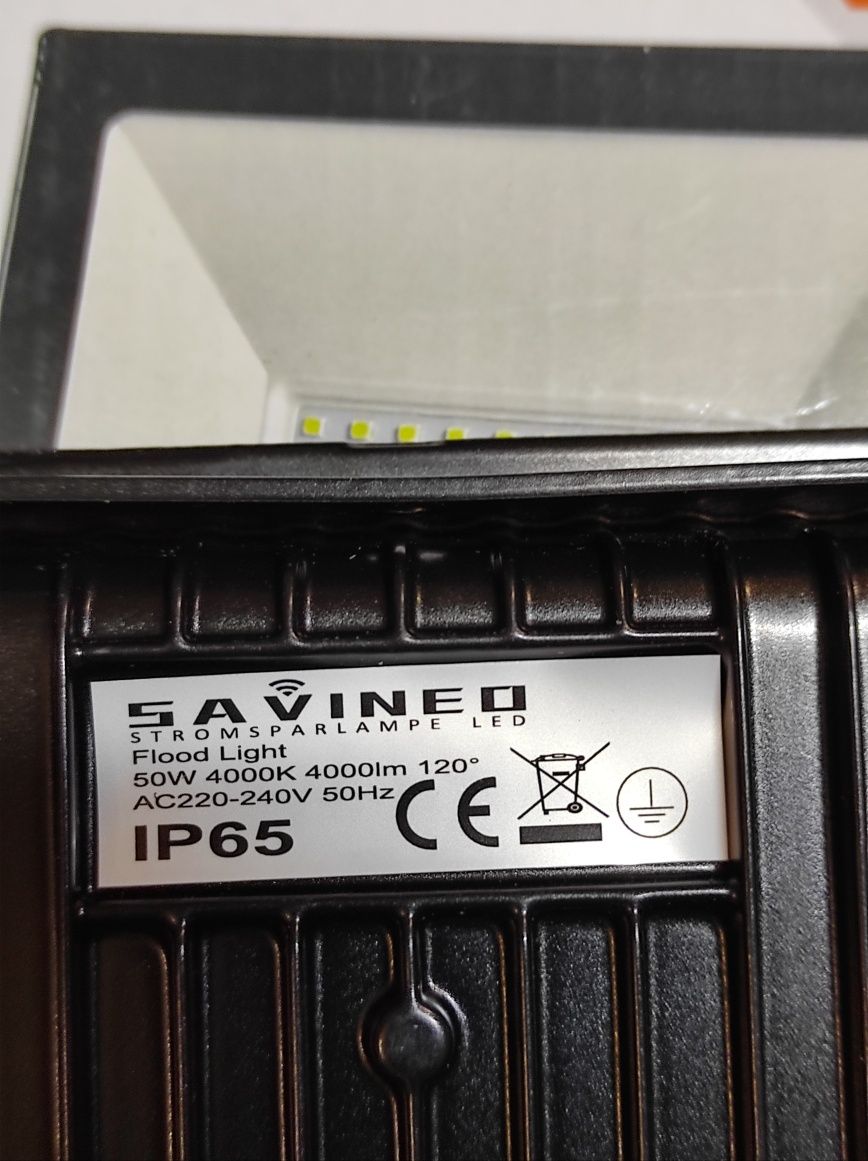 SAVINEO
STROMSPARLAMPE LED
Flood Light
50W 4000K 4000lm 120°
AC220-240V 50Hz
IP65
CE